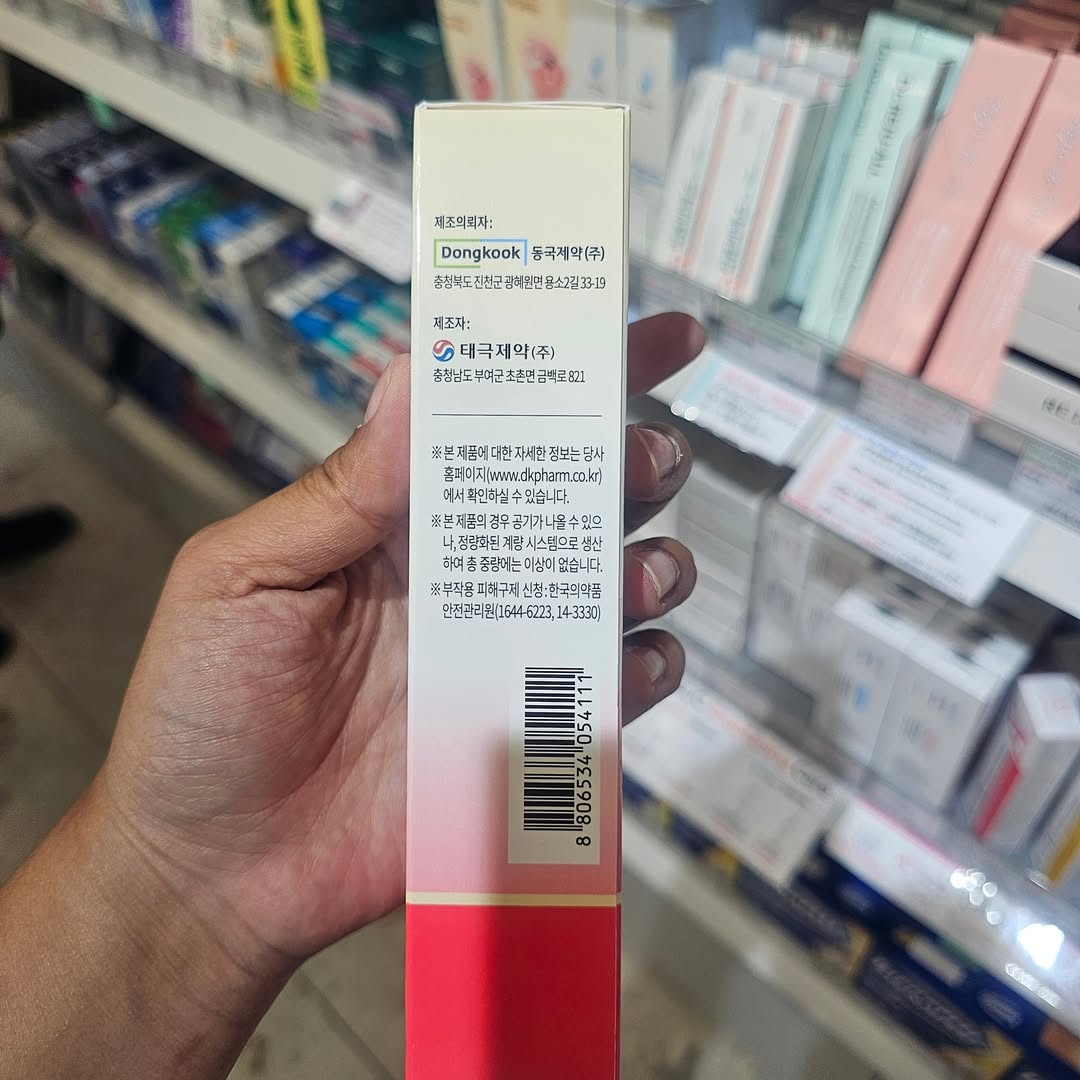 제조의뢰자:
Dongkook 동국제약(주)
충청북도 진천군 광혜원면 용소2길 33-19
제조자:
태극제약(주)
충청남도 부여군 초촌면 금백로 821
※본 제품에 대한 자세한 정보는 당사
홈페이지(www.dkpharm.co.kr)
에서 확인하실 수 있습니다.
※본 제품의 경우 공기가 나올 수 있으
나, 정량화된 계량 시스템으로 생산
하여 총 중량에는 이상이 없습니다.
※부작용 피해구제 신청:한국의약품
안전관리원(1644-6223, 14-3330)
8 806534 054111